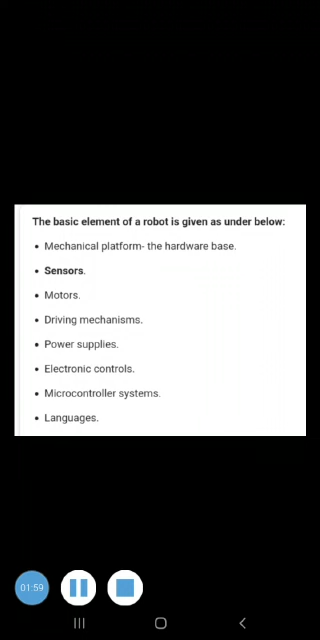 The basic element of a robot is given as under below:
• Mechanical platform- the hardware base.
• Sensors.
• Motors.
• Driving mechanisms.
• Power supplies.
• Electronic controls.
• Microcontroller systems.
• Languages.
01:59